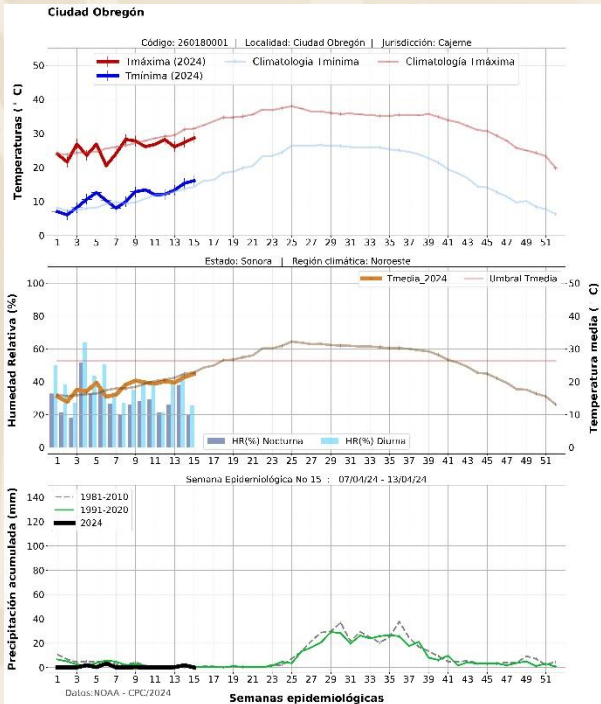 Ciudad Obregón
Código: 260180001 | Localidad: Ciudad Obregón | Jurisdicción: Cajeme
Tmáxima (2024)
Tmínima (2024)
Climatología Tmínima
Climatología Tmáxima
Temperaturas (° C)
50
40
30
20
10
0
1 3 5 7 9 11 13 15 17 19 21 23 25 27 29 31 33 35 37 39 41 43 45 47 49 51
Estado: Sonora | Región climática: Noroeste
Tmedia_2024
Umbral Tmedia
Humedad Relativa (%)
100
80
60
40
20
0
50
40
30
20
10
0
Temperatura media (° C)
HR(%) Nocturna
HR(%) Diurna
1 3 5 7 9 11 13 15 17 19 21 23 25 27 29 31 33 35 37 39 41 43 45 47 49 51
Semana Epidemiológica No 15 : 07/04/24 - 13/04/24
1981-2010
1991-2020
2024
Precipitación acumulada (mm)
140
120
100
80
60
40
20
0
1 3 5 7 9 11 13 15 17 19 21 23 25 27 29 31 33 35 37 39 41 43 45 47 49 51
Datos:NOAA - CPC/2024
Semanas epidemiológicas